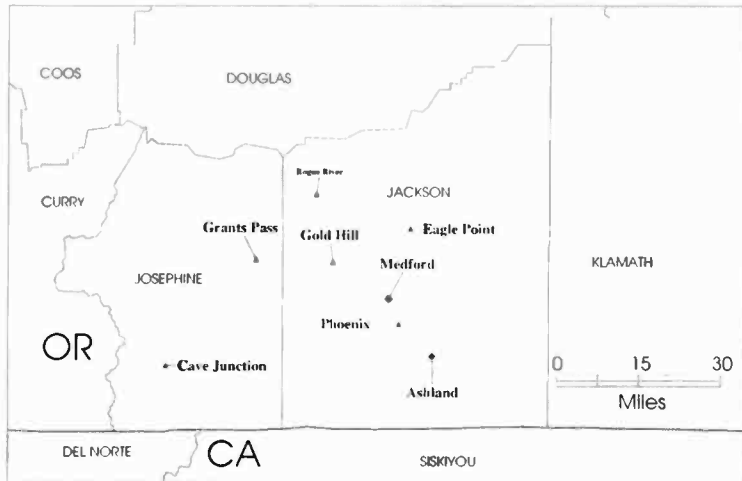 COOS
DOUGLAS
Rogue River
CURRY
JACKSON
Grants Pass
Gold Hill
Eagle Point
Medford
KLAMATH
JOSEPHINE
Phoenix
OR
Cave Junction
0 15 30
Ashland
Miles
DEL NORTE
CA
SISKIYOU